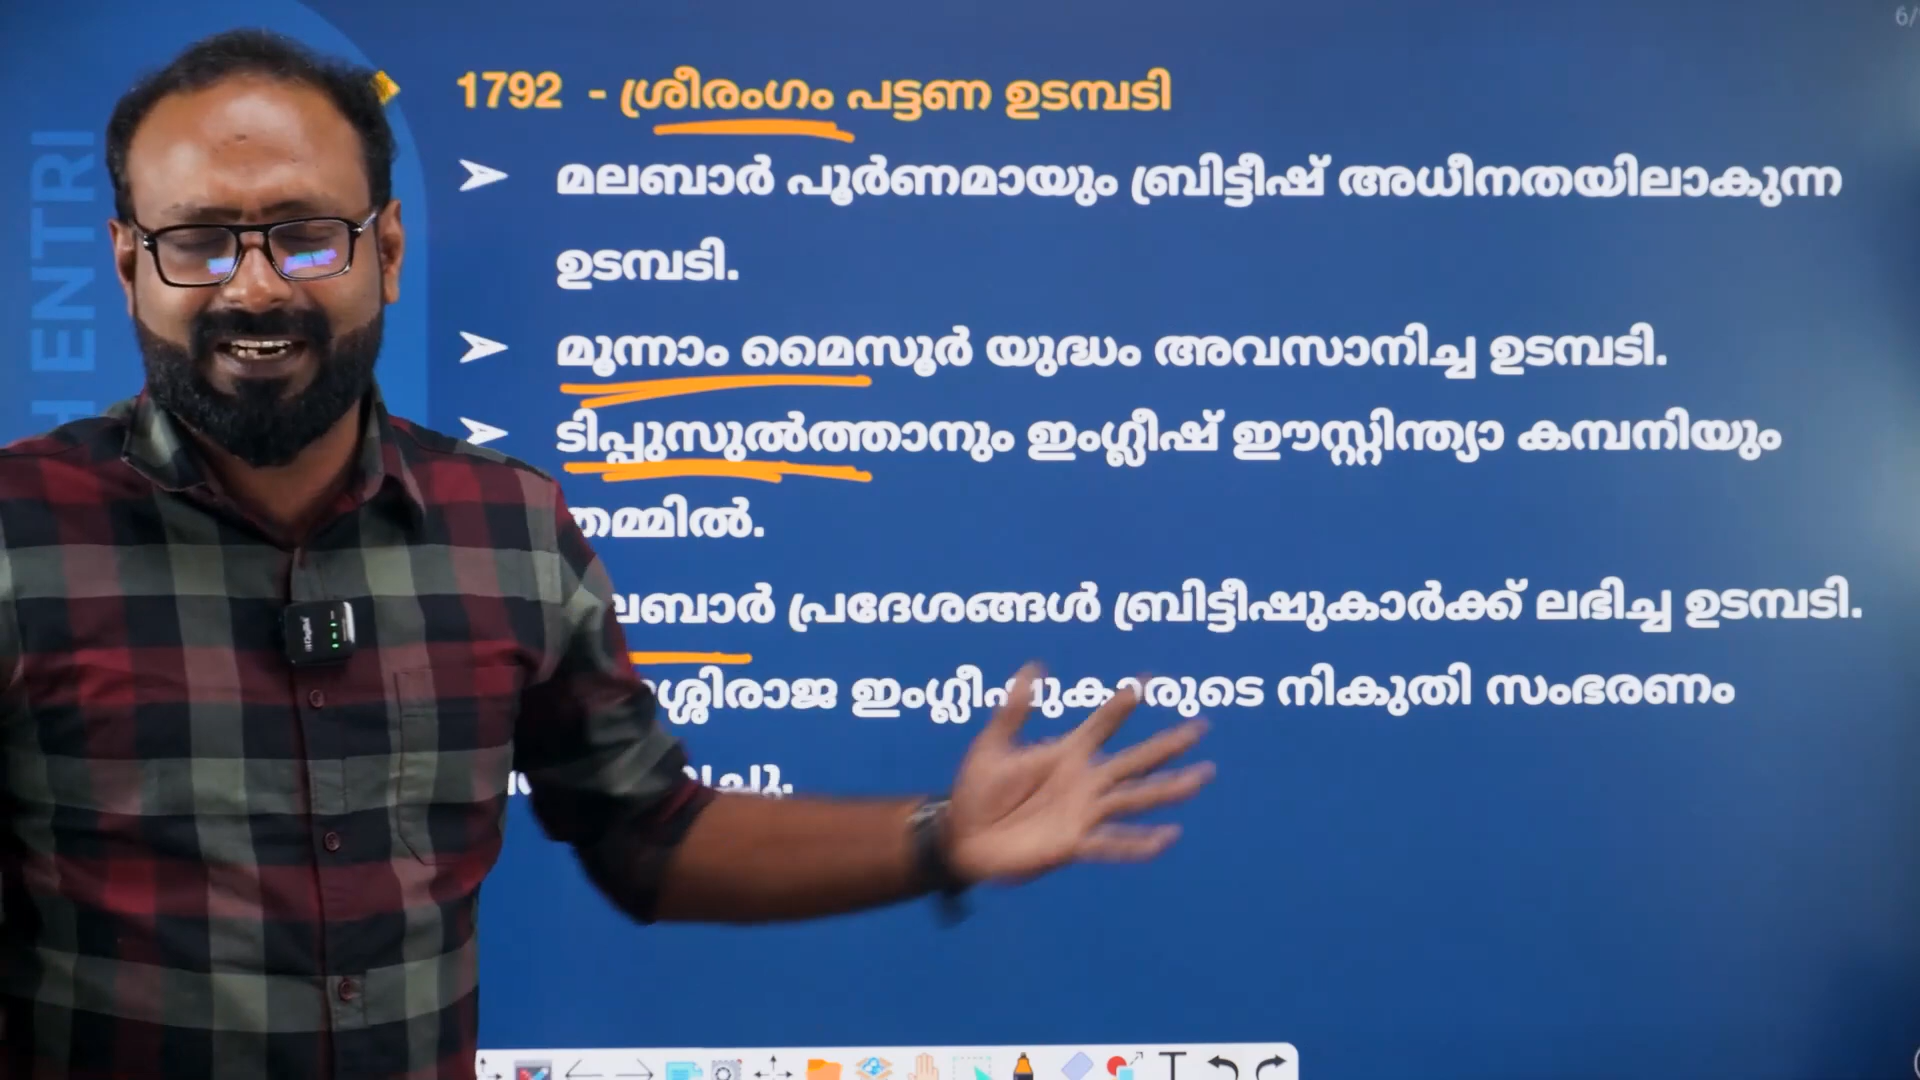 1792 - ശ്രീരംഗം പട്ടണ ഉടമ്പടി
മലബാർ പൂർണമായും ബ്രിട്ടീഷ് അധീനതയിലാകുന്ന
ഉടമ്പടി.
മൂന്നാം മൈസൂർ യുദ്ധം അവസാനിച്ച ഉടമ്പടി.
ടിപ്പുസുൽത്താനും ഇംഗ്ലീഷ് ഈസ്റ്റിന്ത്യാ കമ്പനിയും
തമ്മിൽ.
ലബാർ പ്രദേശങ്ങൾ ബ്രിട്ടീഷുകാർക്ക് ലഭിച്ച ഉടമ്പടി.
ശ്ശിരാജ ഇംഗ്ലീഷുകാരുടെ നികുതി സംഭരണം
ENTRI